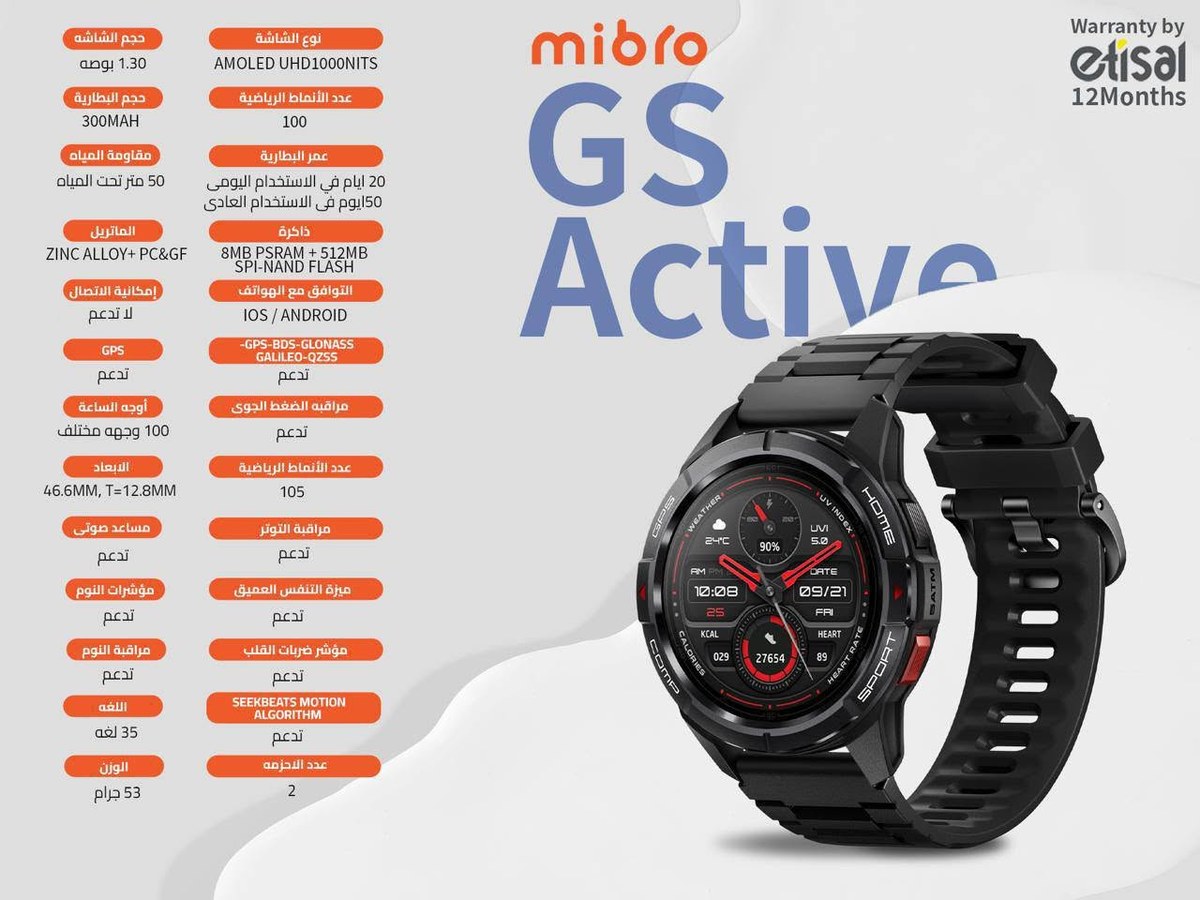 mibro
GS
Active
Warranty by
etisal
12Months
نوع الشاشة
AMOLED UHD1000NITS
حجم الشاشه
1.30 بوصه
عدد الأنماط الرياضية
100
حجم البطارية
300MAH
عمر البطارية
20 ايام في الاستخدام اليومى
50ايوم فى الاستخدام العادى
مقاومة المياه
50 متر تحت المياه
ذاكرة
8MB PSRAM + 512MB
SPI-NAND FLASH
الماتريل
ZINC ALLOY+ PC&GF
التوافق مع الهواتف
IOS / ANDROID
إمكانية الاتصال
لا تدعم
-GPS-BDS-GLONASS
GALILEO-QZSS
تدعم
GPS
تدعم
مراقبه الضغط الجوى
تدعم
أوجه الساعة
100 وجهه مختلف
عدد الأنماط الرياضية
105
الابعاد
46.6MM, T=12.8MM
مراقبة التوتر
تدعم
مساعد صوتى
تدعم
ميزة التنفس العميق
تدعم
مؤشرات النوم
تدعم
مؤشر ضربات القلب
تدعم
مراقبة النوم
تدعم
SEEKBEATS MOTION
ALGORITHM
تدعم
اللغه
35 لغه
عدد الاحزمه
2
الوزن
53 جرام
GPS
HOME
WEATHER
UV INDEX
24°C
90%
UVI
5.0
AM PM
DATE
10:08
09/21
25
FRI
KCAL
HEART
029
27654
89
CALORIES
HEART RATE
COMP
SPORT
5ATM